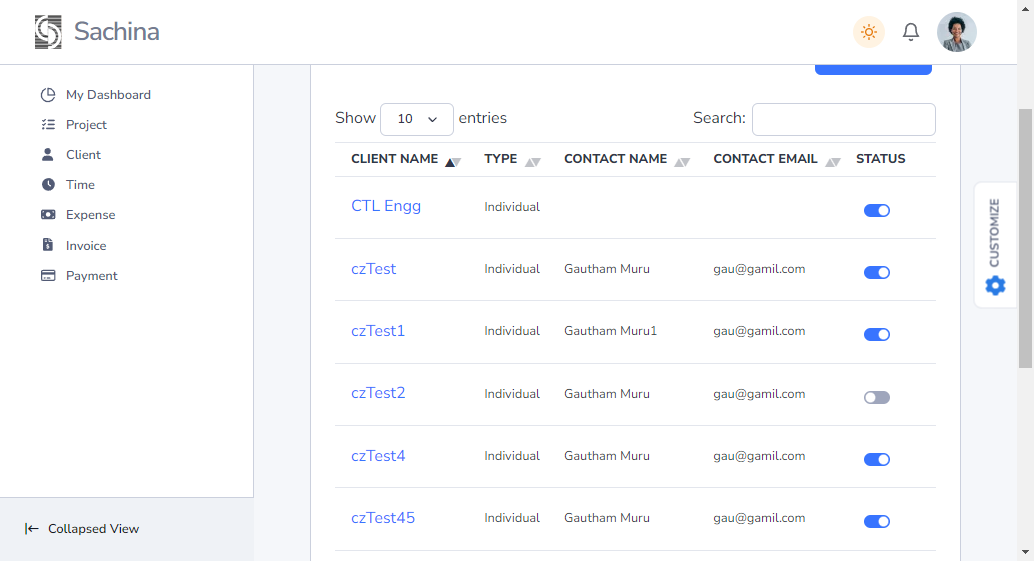 Sachina
My Dashboard
Project
Client
Time
Expense
Invoice
Payment
Collapsed View
Show 10 entries
Search:
CLIENT NAME TYPE CONTACT NAME CONTACT EMAIL STATUS
CTL Engg Individual
czTest Individual Gautham Muru gau@gamil.com
czTest1 Individual Gautham Muru1 gau@gamil.com
czTest2 Individual Gautham Muru gau@gamil.com
czTest4 Individual Gautham Muru gau@gamil.com
czTest45 Individual Gautham Muru gau@gamil.com
CUSTOMIZE